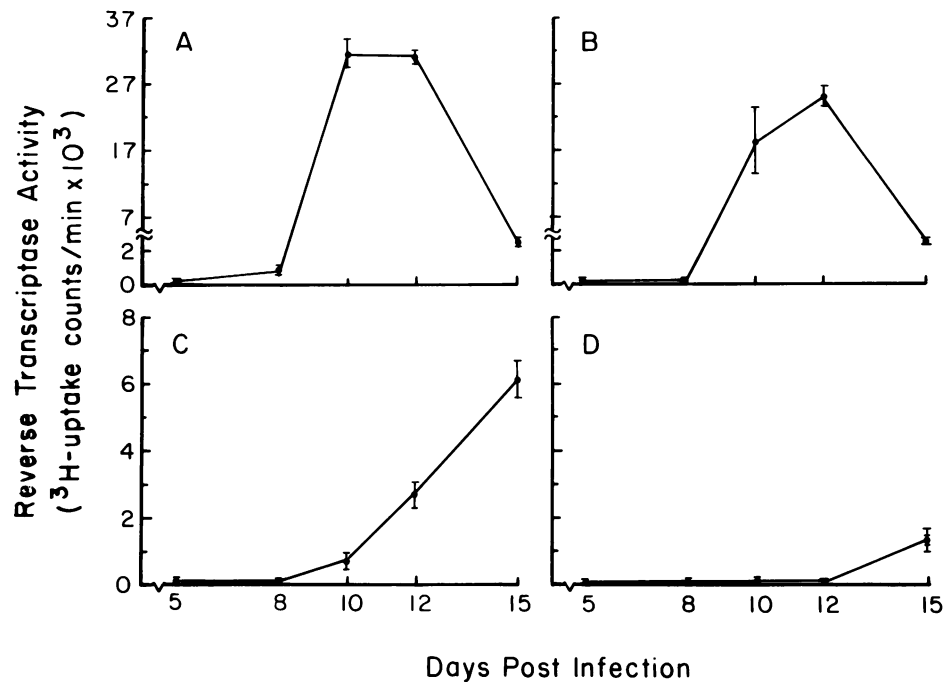 Reverse Transcriptase Activity
(³H-uptake counts/min x10³)
A
37
27
17
7
2
0
B
C
8
6
4
2
0
5 8 10 12 15
D
5 8 10 12 15
Days Post Infection